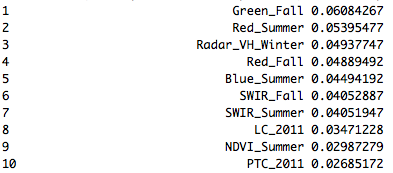 1 Green_Fall 0.06084267
2 Red_Summer 0.05395477
3 Radar_VH_Winter 0.04937747
4 Red_Fall 0.04889492
5 Blue_Summer 0.04494192
6 SWIR_Fall 0.04052887
7 SWIR_Summer 0.04051947
8 LC_2011 0.03471228
9 NDVI_Summer 0.02987279
10 PTC_2011 0.02685172